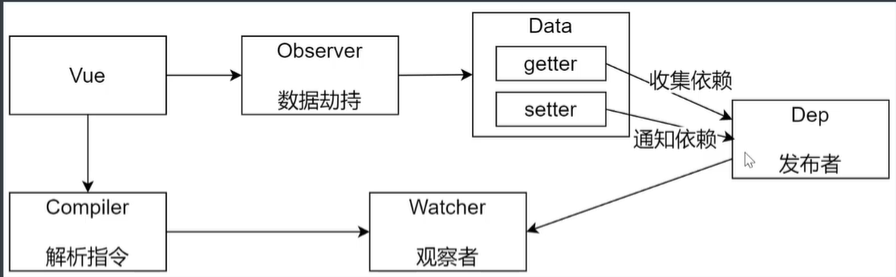 Vue
Observer
数据劫持
Data
getter
setter
收集依赖
通知依赖
Dep
发布者
Compiler
解析指令
Watcher
观察者